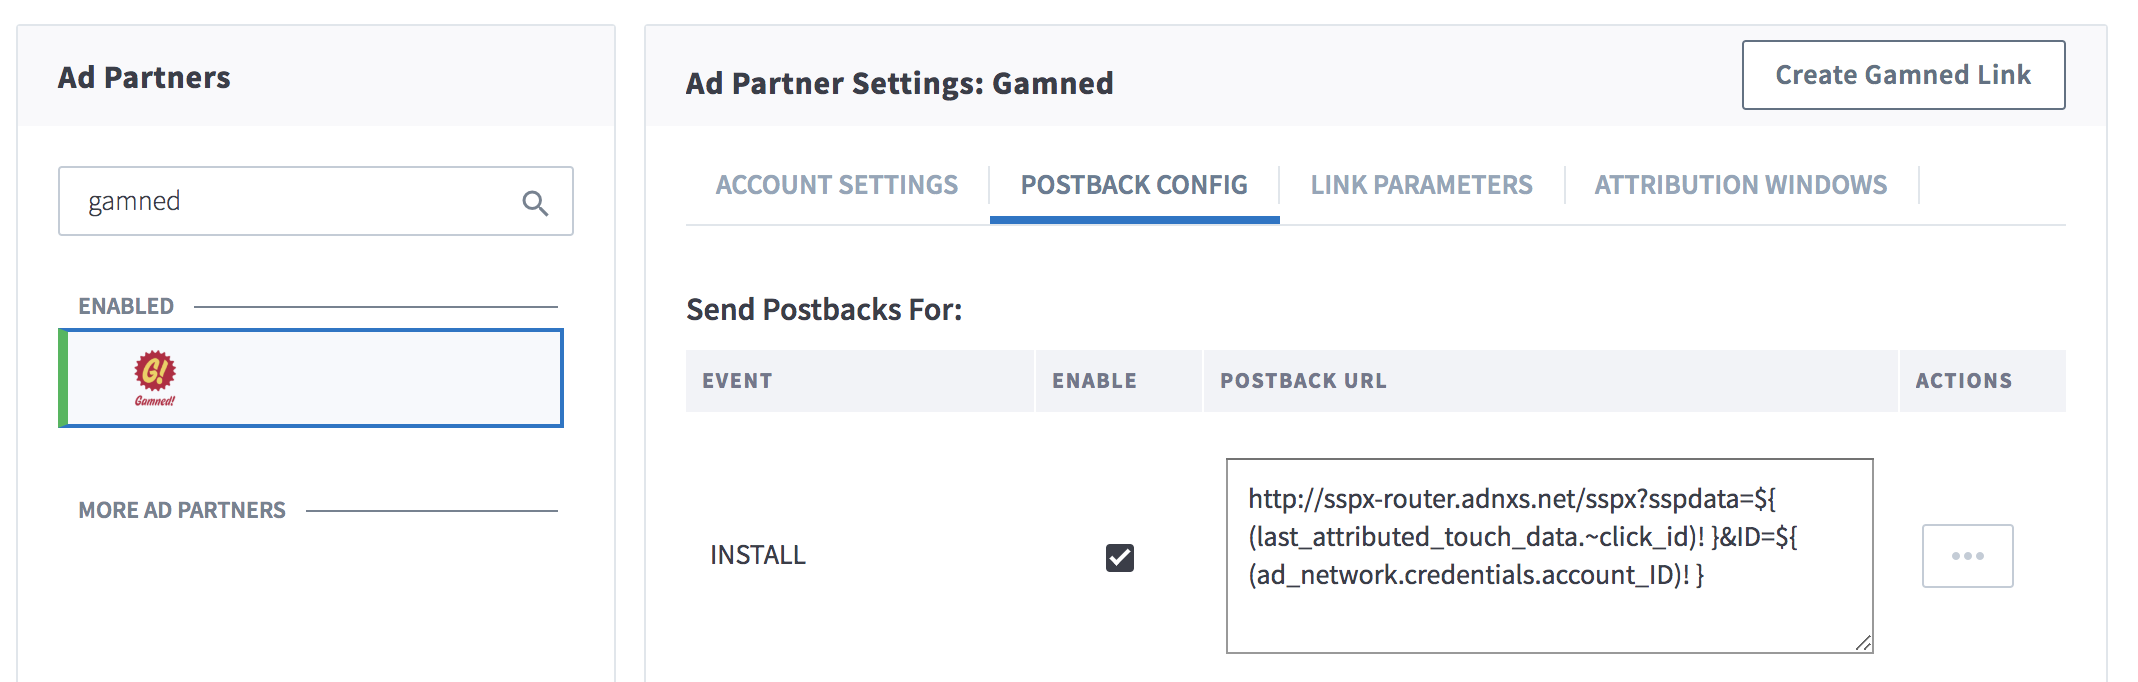 Ad Partners
gamned
ENABLED
G!
Gamned!
MORE AD PARTNERS
Ad Partner Settings: Gamned
Create Gamned Link
ACCOUNT SETTINGS
POSTBACK CONFIG
LINK PARAMETERS
ATTRIBUTION WINDOWS
Send Postbacks For:
EVENT
ENABLE
POSTBACK URL
ACTIONS
INSTALL
http://sspx-router.adnxs.net/sspx?sspdata=${
(last_attributed_touch_data.~click_id)! }&ID=${
(ad_network.credentials.account_ID)! }